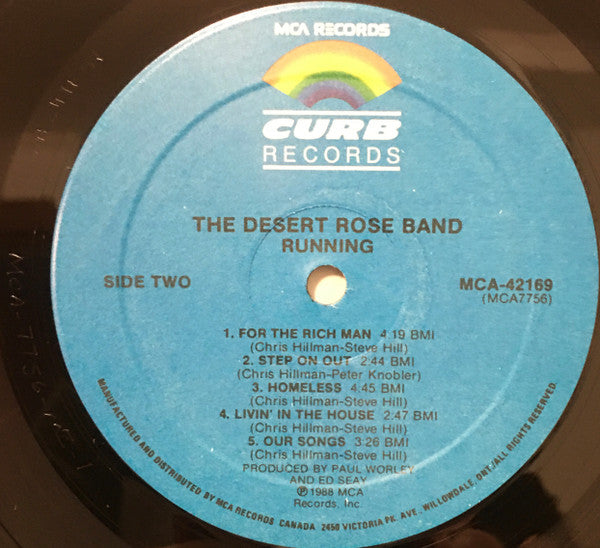 MCA RECORDS
CURB
RECORDS
THE DESERT ROSE BAND
RUNNING
SIDE TWO
MCA-42169
(MCA7756)
1. FOR THE RICH MAN 4:19 BMI
(Chris Hillman-Steve Hill)
2. STEP ON OUT 2:44 BMI
(Chris Hillman-Peter Knobler)
3. HOMELESS 4:45 BMI
(Chris Hillman-Steve Hill)
4. LIVIN' IN THE HOUSE 2:47 BMI
(Chris Hillman-Steve Hill)
5. OUR SONGS 3:26 BMI
(Chris Hillman-Steve Hill)
PRODUCED BY PAUL WORLEY
AND ED SEAY
℗ 1988 MCA
Records, Inc.
MANUFACTURED AND DISTRIBUTED BY MCA RECORDS CANADA 2450 VICTORIA PK. AVE., WILLOWDALE, ONT./ALL RIGHTS RESERVED.